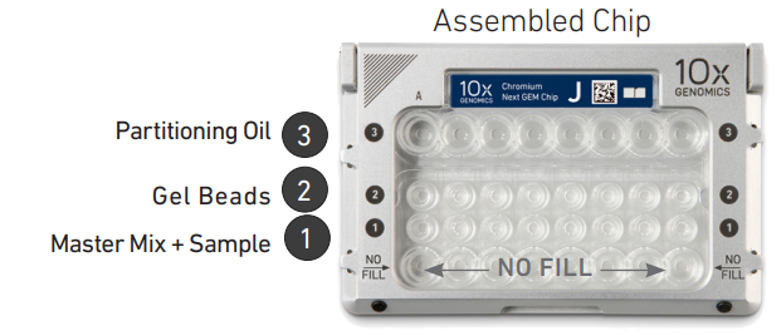 Assembled Chip
10x
GENOMICS
Chromium
Next GEM Chip
J
10x
GENOMICS
A
Partitioning Oil 3
3
3
Gel Beads 2
2
2
Master Mix + Sample 1
1
1
NO
FILL
NO FILL
NO
FILL